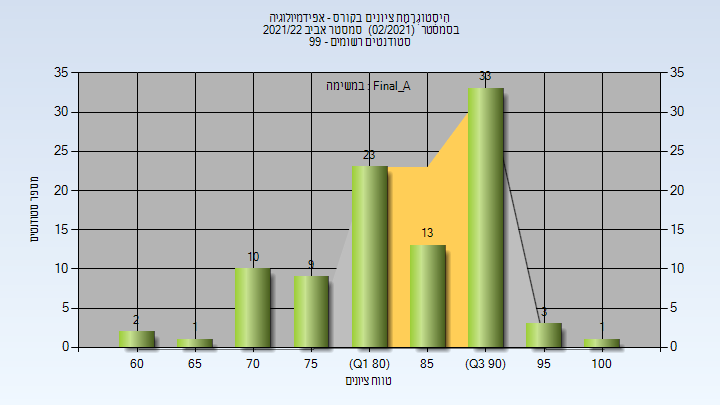 היסטוגרמת ציונים בקורס - אפידמיולוגיה
בסמסטר (02/2021) סמסטר אביב 2021/22
סטודנטים רשומים - 99
במשימה : Final_A
מספר סטודנטים
35 35
30 30
25 25
20 20
15 15
10 10
5 5
0 0
2 1 10 9 23 13 33 3 1
60 65 70 75 (Q1 80) 85 (Q3 90) 95 100
טווח ציונים